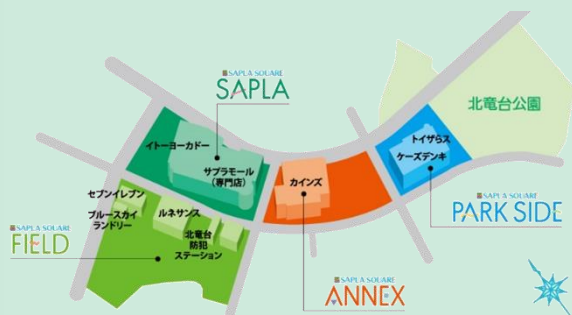 SAPLA SQUARE
SAPLA
北竜台公園
トイザらス
ケーズデンキ
イトーヨーカドー
サプラモール
(専門店)
カインズ
セブンイレブン
ブルースカイ
ランドリー
ルネサンス
北竜台
防犯
ステーション
SAPLA SQUARE
FIELD
SAPLA SQUARE
PARK SIDE
SAPLA SQUARE
ANNEX